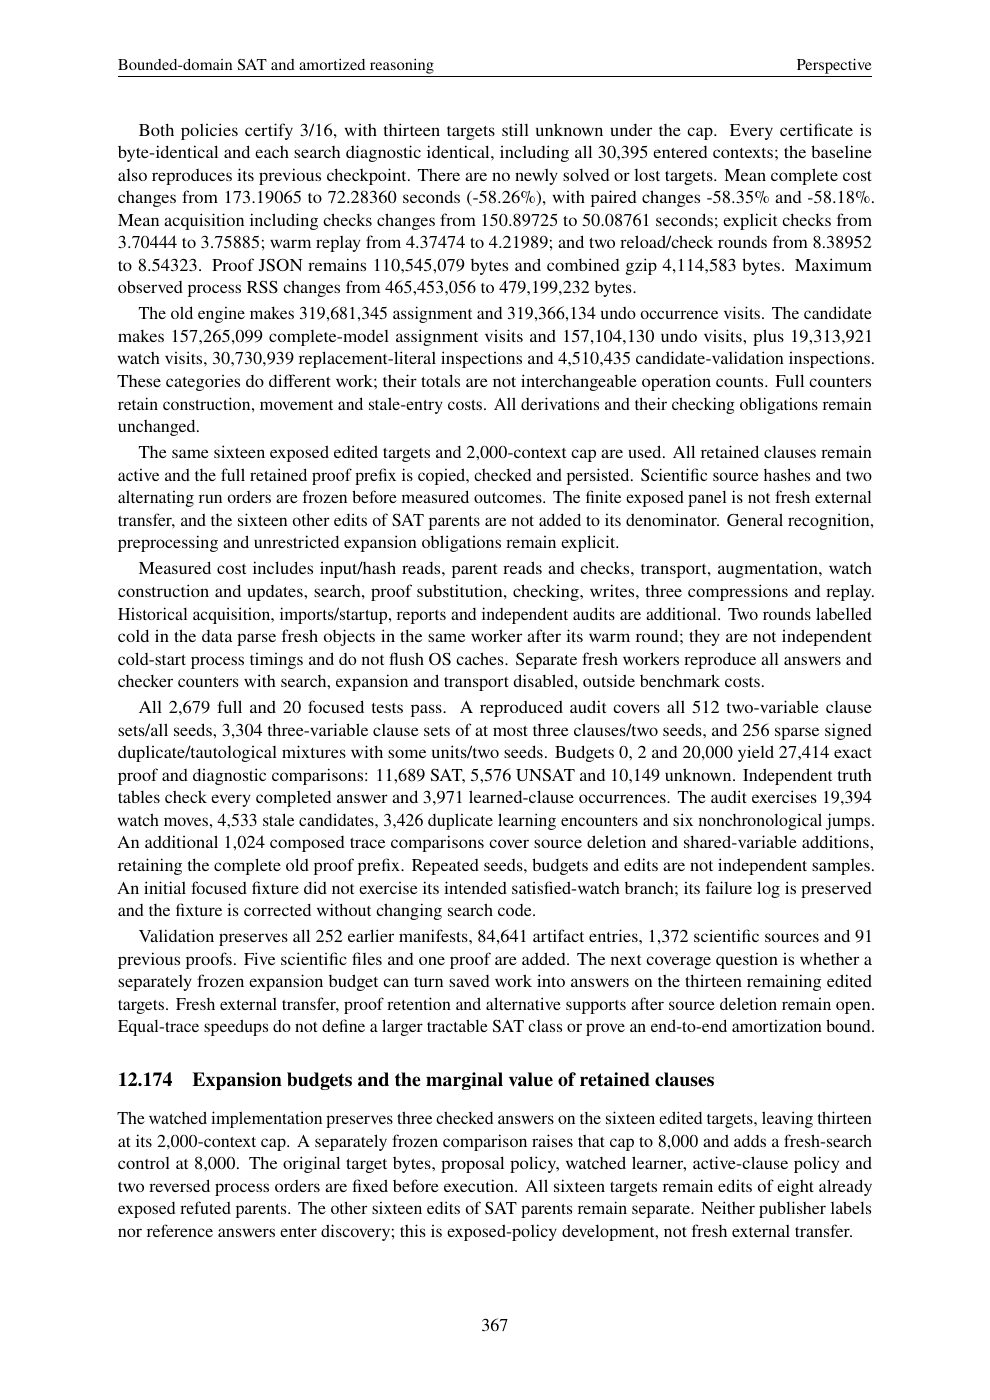 Bounded-domain SAT and amortized reasoning Perspective
Both policies certify 3/16, with thirteen targets still unknown under the cap. Every certificate is
byte-identical and each search diagnostic identical, including all 30,395 entered contexts; the baseline
also reproduces its previous checkpoint. There are no newly solved or lost targets. Mean complete cost
changes from 173.19065 to 72.28360 seconds (-58.26%), with paired changes -58.35% and -58.18%.
Mean acquisition including checks changes from 150.89725 to 50.08761 seconds; explicit checks from
3.70444 to 3.75885; warm replay from 4.37474 to 4.21989; and two reload/check rounds from 8.38952
to 8.54323. Proof JSON remains 110,545,079 bytes and combined gzip 4,114,583 bytes. Maximum
observed process RSS changes from 465,453,056 to 479,199,232 bytes.
The old engine makes 319,681,345 assignment and 319,366,134 undo occurrence visits. The candidate
makes 157,265,099 complete-model assignment visits and 157,104,130 undo visits, plus 19,313,921
watch visits, 30,730,939 replacement-literal inspections and 4,510,435 candidate-validation inspections.
These categories do different work; their totals are not interchangeable operation counts. Full counters
retain construction, movement and stale-entry costs. All derivations and their checking obligations remain
unchanged.
The same sixteen exposed edited targets and 2,000-context cap are used. All retained clauses remain
active and the full retained proof prefix is copied, checked and persisted. Scientific source hashes and two
alternating run orders are frozen before measured outcomes. The finite exposed panel is not fresh external
transfer, and the sixteen other edits of SAT parents are not added to its denominator. General recognition,
preprocessing and unrestricted expansion obligations remain explicit.
Measured cost includes input/hash reads, parent reads and checks, transport, augmentation, watch
construction and updates, search, proof substitution, checking, writes, three compressions and replay.
Historical acquisition, imports/startup, reports and independent audits are additional. Two rounds labelled
cold in the data parse fresh objects in the same worker after its warm round; they are not independent
cold-start process timings and do not flush OS caches. Separate fresh workers reproduce all answers and
checker counters with search, expansion and transport disabled, outside benchmark costs.
All 2,679 full and 20 focused tests pass. A reproduced audit covers all 512 two-variable clause
sets/all seeds, 3,304 three-variable clause sets of at most three clauses/two seeds, and 256 sparse signed
duplicate/tautological mixtures with some units/two seeds. Budgets 0, 2 and 20,000 yield 27,414 exact
proof and diagnostic comparisons: 11,689 SAT, 5,576 UNSAT and 10,149 unknown. Independent truth
tables check every completed answer and 3,971 learned-clause occurrences. The audit exercises 19,394
watch moves, 4,533 stale candidates, 3,426 duplicate learning encounters and six nonchronological jumps.
An additional 1,024 composed trace comparisons cover source deletion and shared-variable additions,
retaining the complete old proof prefix. Repeated seeds, budgets and edits are not independent samples.
An initial focused fixture did not exercise its intended satisfied-watch branch; its failure log is preserved
and the fixture is corrected without changing search code.
Validation preserves all 252 earlier manifests, 84,641 artifact entries, 1,372 scientific sources and 91
previous proofs. Five scientific files and one proof are added. The next coverage question is whether a
separately frozen expansion budget can turn saved work into answers on the thirteen remaining edited
targets. Fresh external transfer, proof retention and alternative supports after source deletion remain open.
Equal-trace speedups do not define a larger tractable SAT class or prove an end-to-end amortization bound.
12.174 Expansion budgets and the marginal value of retained clauses
The watched implementation preserves three checked answers on the sixteen edited targets, leaving thirteen
at its 2,000-context cap. A separately frozen comparison raises that cap to 8,000 and adds a fresh-search
control at 8,000. The original target bytes, proposal policy, watched learner, active-clause policy and
two reversed process orders are fixed before execution. All sixteen targets remain edits of eight already
exposed refuted parents. The other sixteen edits of SAT parents remain separate. Neither publisher labels
nor reference answers enter discovery; this is exposed-policy development, not fresh external transfer.
367